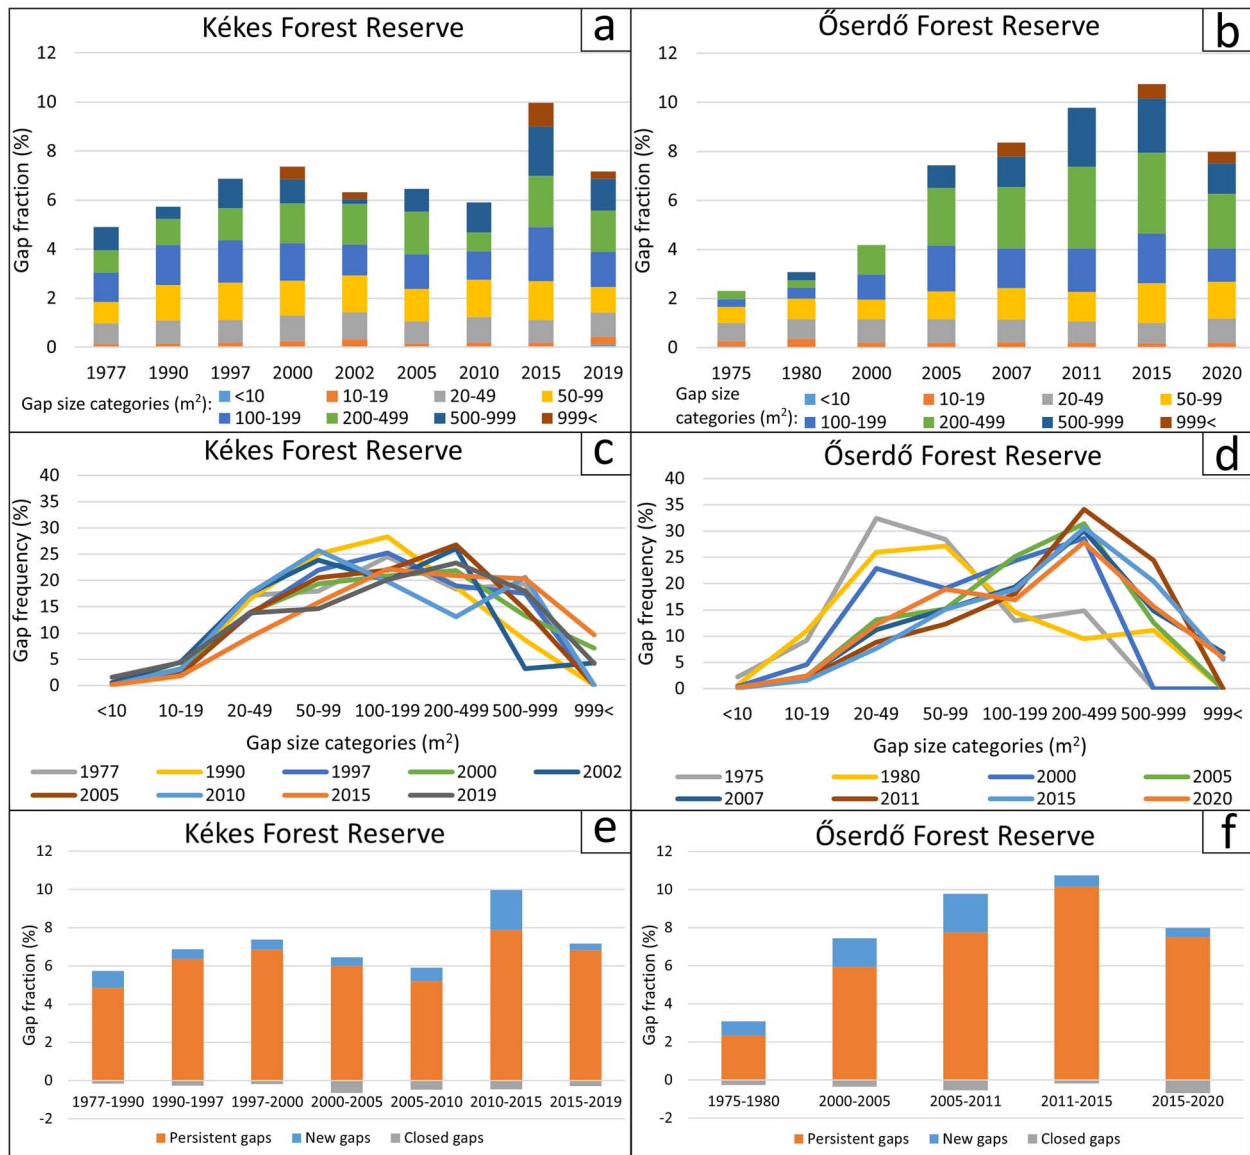 Kékes Forest Reserve
a
Gap fraction (%)
12
10
8
6
4
2
0
1977 1990 1997 2000 2002 2005 2010 2015 2019
Gap size categories (m²):
<10 10-19 20-49 50-99
100-199 200-499 500-999 999<
Őserdő Forest Reserve
b
Gap fraction (%)
12
10
8
6
4
2
0
1975 1980 2000 2005 2007 2011 2015 2020
Gap size
categories (m²):
<10 10-19 20-49 50-99
100-199 200-499 500-999 999<
Kékes Forest Reserve
c
Gap frequency (%)
40
35
30
25
20
15
10
5
0
<10 10-19 20-49 50-99 100-199 200-499 500-999 999<
Gap size categories (m²)
1977 1990 1997 2000 2002
2005 2010 2015 2019
Őserdő Forest Reserve
d
Gap frequency (%)
40
35
30
25
20
15
10
5
0
<10 10-19 20-49 50-99 100-199 200-499 500-999 999<
Gap size categories (m²)
1975 1980 2000 2005
2007 2011 2015 2020
Kékes Forest Reserve
e
Gap fraction (%)
12
10
8
6
4
2
0
-2
1977-1990 1990-1997 1997-2000 2000-2005 2005-2010 2010-2015 2015-2019
Persistent gaps New gaps Closed gaps
Őserdő Forest Reserve
f
Gap fraction (%)
12
10
8
6
4
2
0
-2
1975-1980 2000-2005 2005-2011 2011-2015 2015-2020
Persistent gaps New gaps Closed gaps